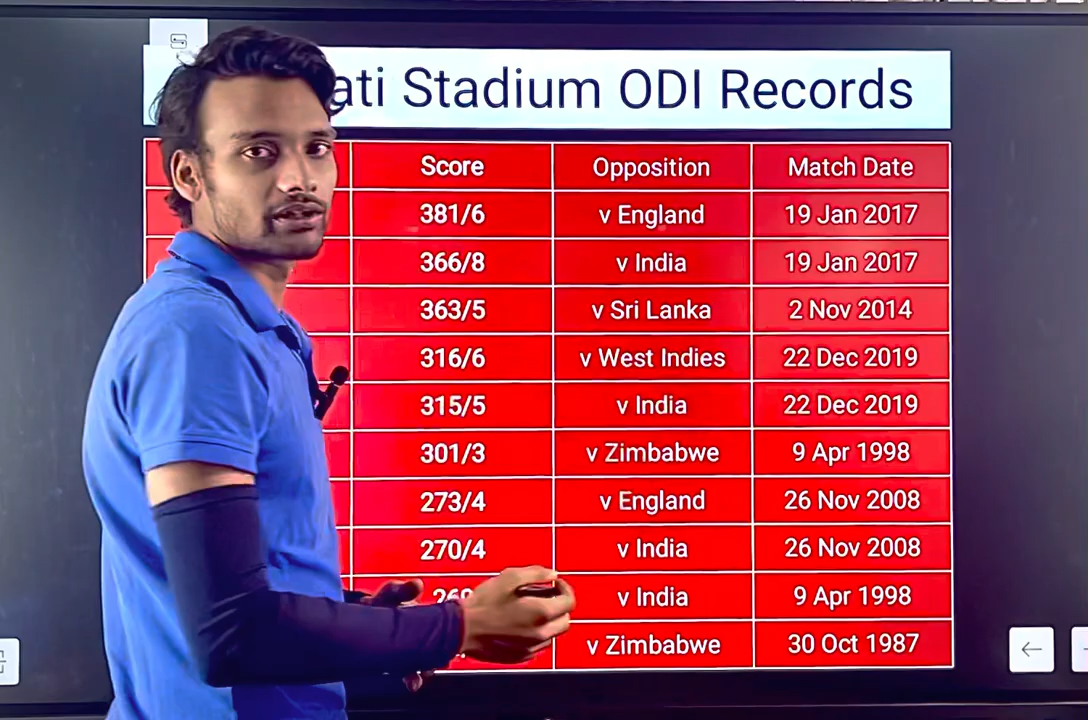 ati Stadium ODI Records
Score Opposition Match Date
381/6 v England 19 Jan 2017
366/8 v India 19 Jan 2017
363/5 v Sri Lanka 2 Nov 2014
316/6 v West Indies 22 Dec 2019
315/5 v India 22 Dec 2019
301/3 v Zimbabwe 9 Apr 1998
273/4 v England 26 Nov 2008
270/4 v India 26 Nov 2008
v India 9 Apr 1998
v Zimbabwe 30 Oct 1987